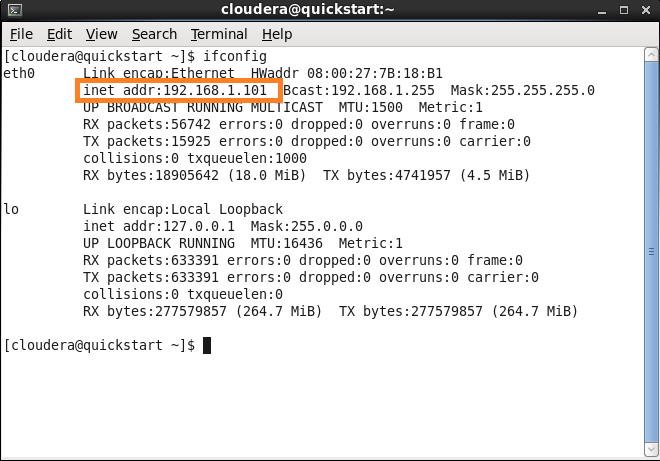 cloudera@quickstart:~
File Edit View Search Terminal Help
[cloudera@quickstart ~]$ ifconfig
eth0      Link encap:Ethernet  HWaddr 08:00:27:7B:18:B1
          inet addr:192.168.1.101  Bcast:192.168.1.255  Mask:255.255.255.0
          UP BROADCAST RUNNING MULTICAST  MTU:1500  Metric:1
          RX packets:56742 errors:0 dropped:0 overruns:0 frame:0
          TX packets:15925 errors:0 dropped:0 overruns:0 carrier:0
          collisions:0 txqueuelen:1000
          RX bytes:18905642 (18.0 MiB)  TX bytes:4741957 (4.5 MiB)
lo        Link encap:Local Loopback
          inet addr:127.0.0.1  Mask:255.0.0.0
          UP LOOPBACK RUNNING  MTU:16436  Metric:1
          RX packets:633391 errors:0 dropped:0 overruns:0 frame:0
          TX packets:633391 errors:0 dropped:0 overruns:0 carrier:0
          collisions:0 txqueuelen:0
          RX bytes:277579857 (264.7 MiB)  TX bytes:277579857 (264.7 MiB)
[cloudera@quickstart ~]$